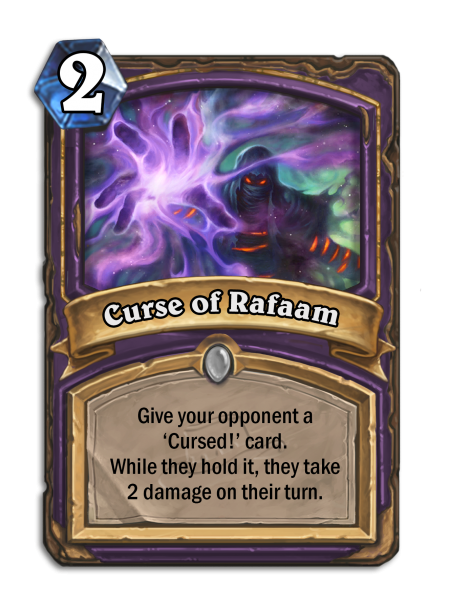 2
Curse of Rafaam
Give your opponent a
‘Cursed!’ card.
While they hold it, they take
2 damage on their turn.